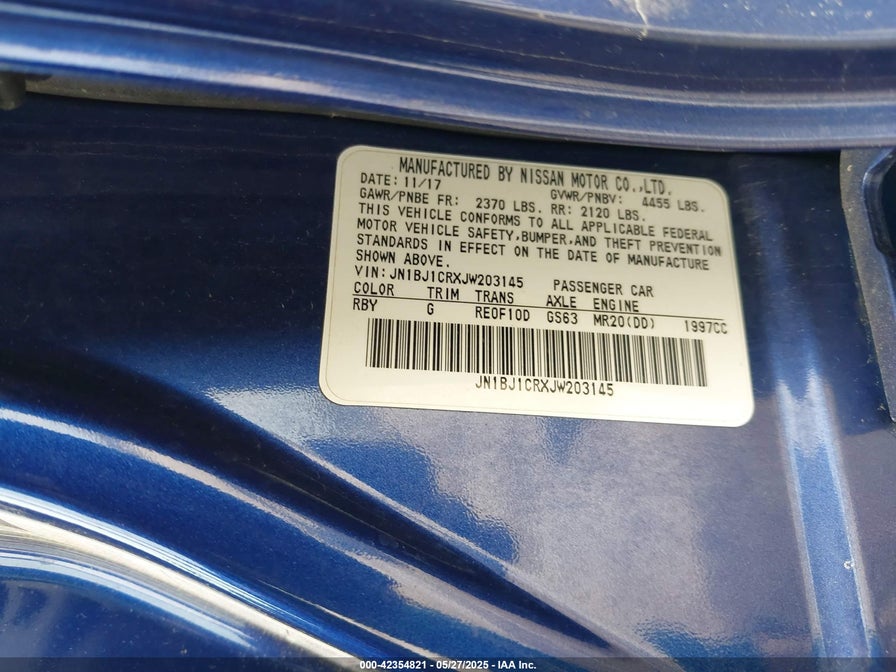 MANUFACTURED BY NISSAN MOTOR CO.,LTD.
DATE: 11/17 GVWR/PNBV: 4455 LBS.
GAWR/PNBE FR: 2370 LBS. RR: 2120 LBS.
THIS VEHICLE CONFORMS TO ALL APPLICABLE FEDERAL
MOTOR VEHICLE SAFETY,BUMPER,AND THEFT PREVENTION
STANDARDS IN EFFECT ON THE DATE OF MANUFACTURE
SHOWN ABOVE.
VIN: JN1BJ1CRXJW203145 PASSENGER CAR
COLOR TRIM TRANS AXLE ENGINE
RBY G RE0F10D GS63 MR20(DD) 1997CC
JN1BJ1CRXJW203145
000-42354821 - 05/27/2025 - IAA Inc.